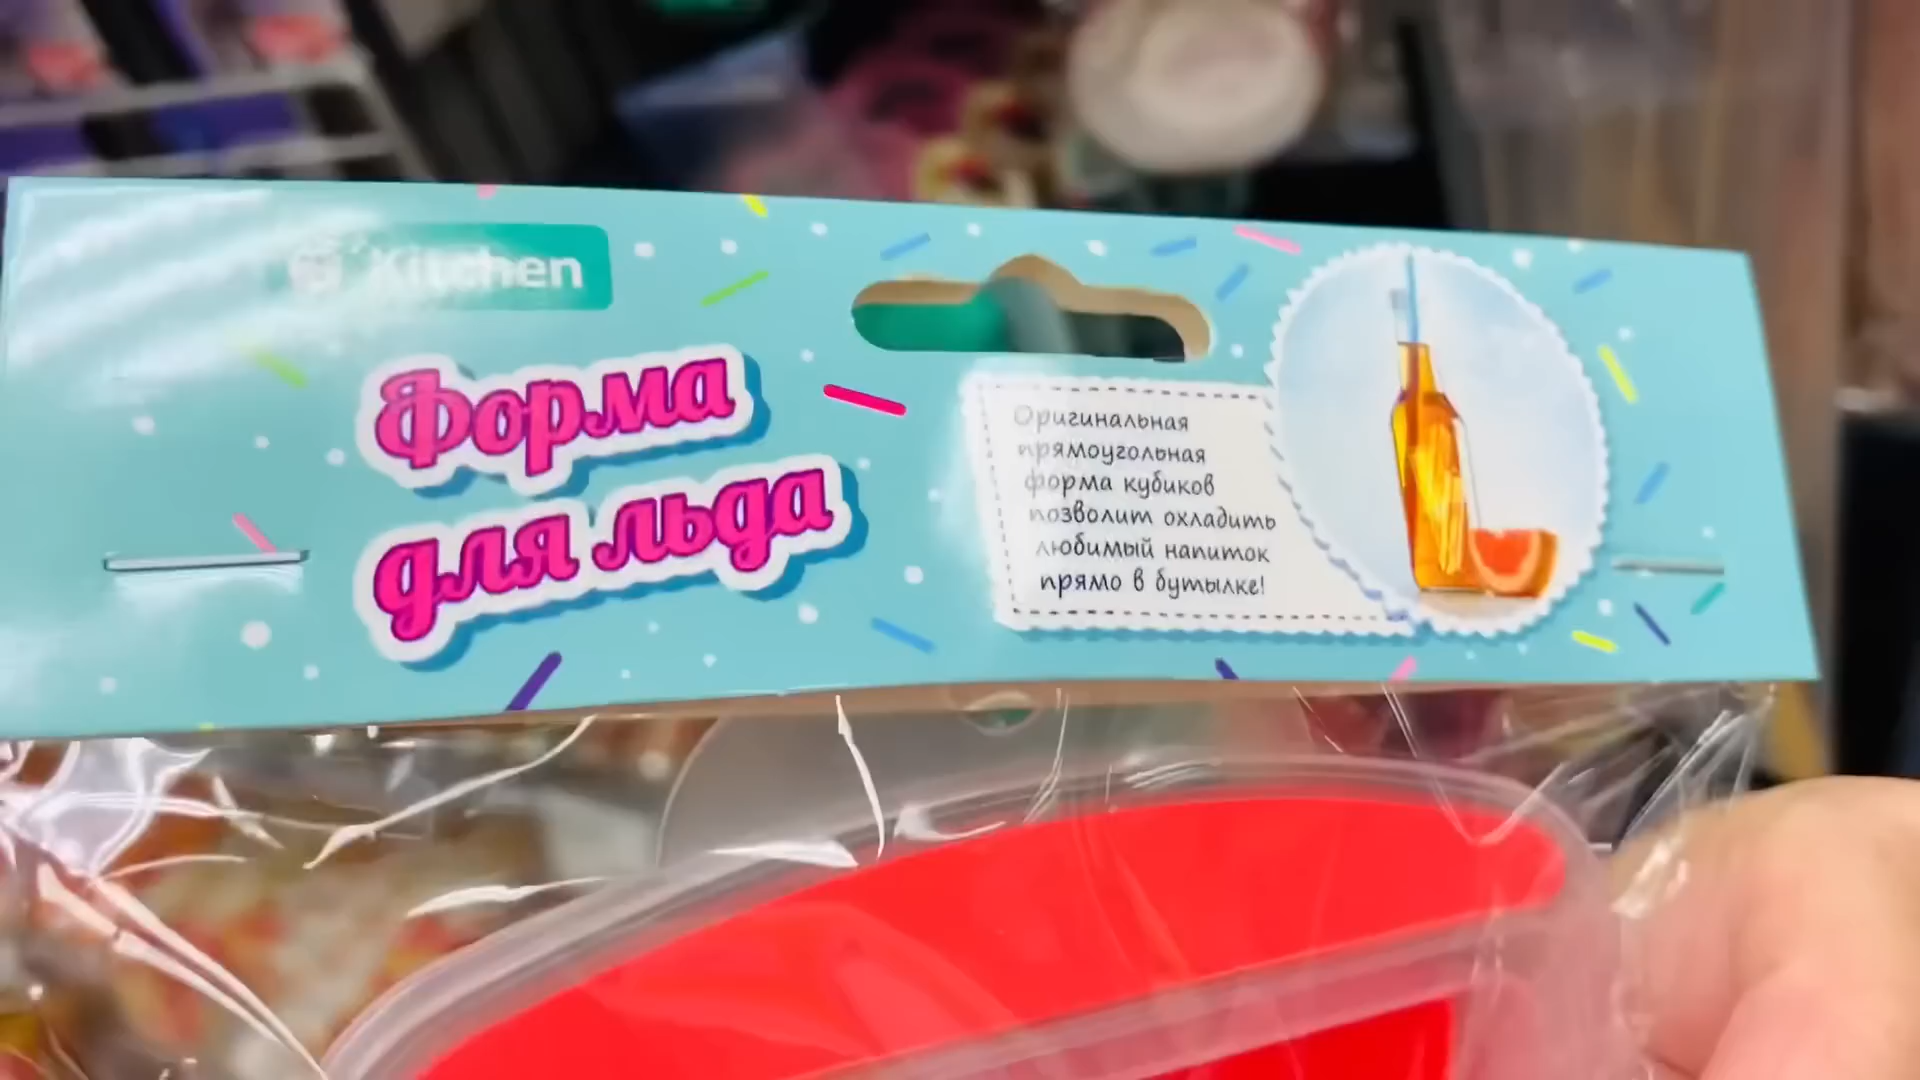 Kitchen
Форма
для льда
Оригинальная
прямоугольная
форма кубиков
позволит охладить
любимый напиток
прямо в бутылке!